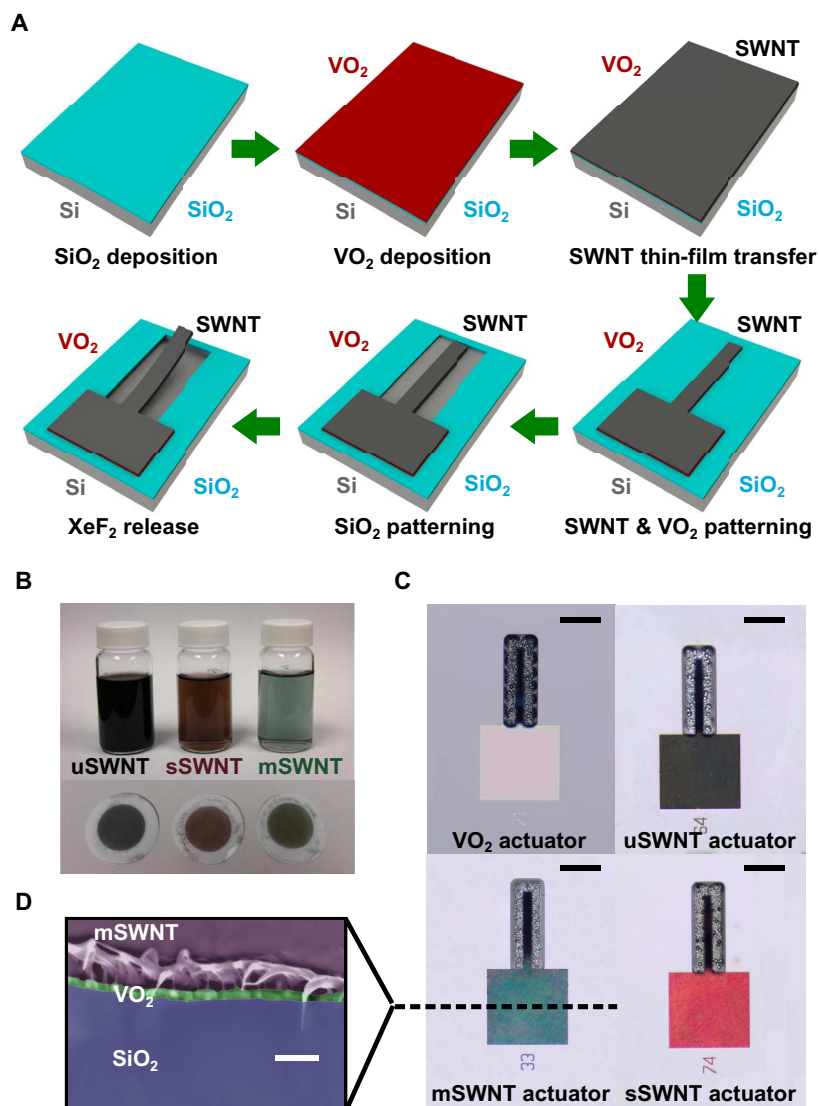 A
VO₂
VO₂
SWNT
Si
SiO₂
Si
SiO₂
Si
SiO₂
SiO₂ deposition
VO₂ deposition
SWNT thin-film transfer
VO₂
SWNT
VO₂
SWNT
VO₂
SWNT
Si
SiO₂
Si
SiO₂
Si
SiO₂
XeF₂ release
SiO₂ patterning
SWNT & VO₂ patterning
B
uSWNT
sSWNT
mSWNT
C
21
VO₂ actuator
64
uSWNT actuator
33
mSWNT actuator
74
sSWNT actuator
D
mSWNT
VO₂
SiO₂